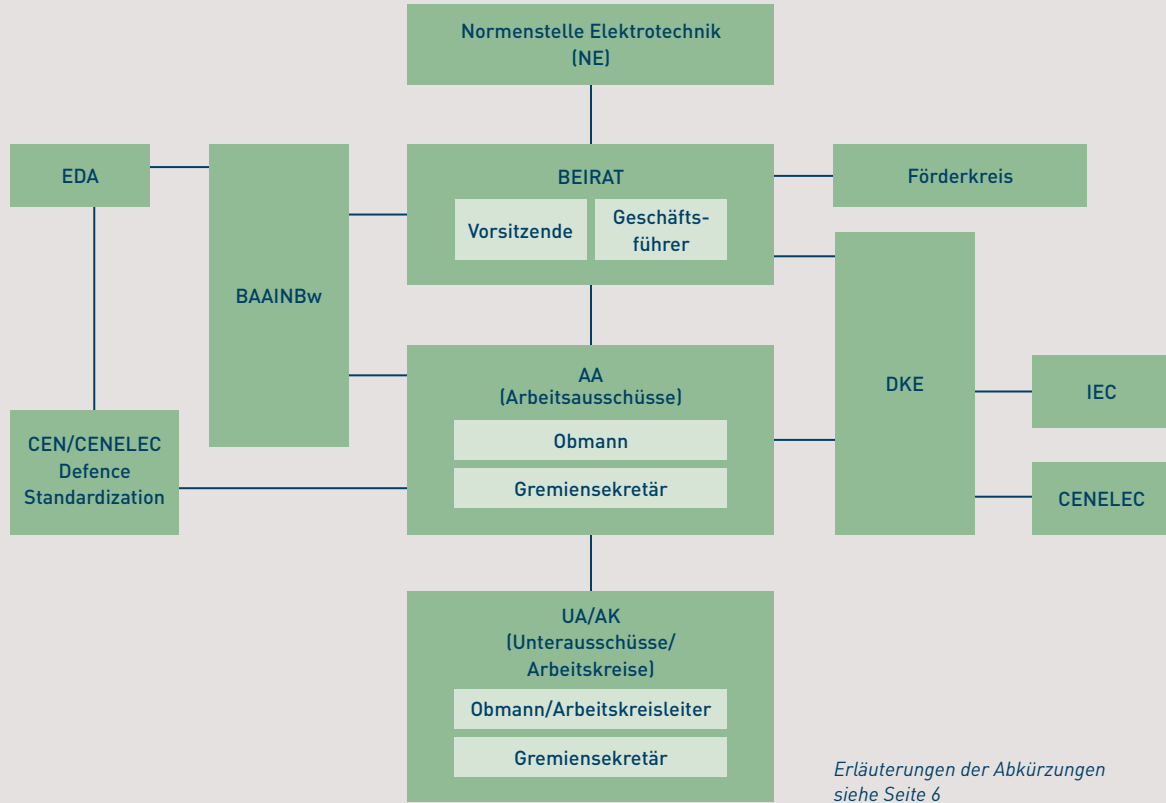 Normenstelle Elektrotechnik
(NE)
EDA
BAAINBw
BEIRAT
Vorsitzende
Geschäfts-
führer
Förderkreis
CEN/CENELEC
Defence
Standardization
AA
(Arbeitsausschüsse)
Obmann
Gremiensekretär
DKE
IEC
CENELEC
UA/AK
(Unterausschüsse/
Arbeitskreise)
Obmann/Arbeitskreisleiter
Gremiensekretär
Erläuterungen der Abkürzungen
siehe Seite 6